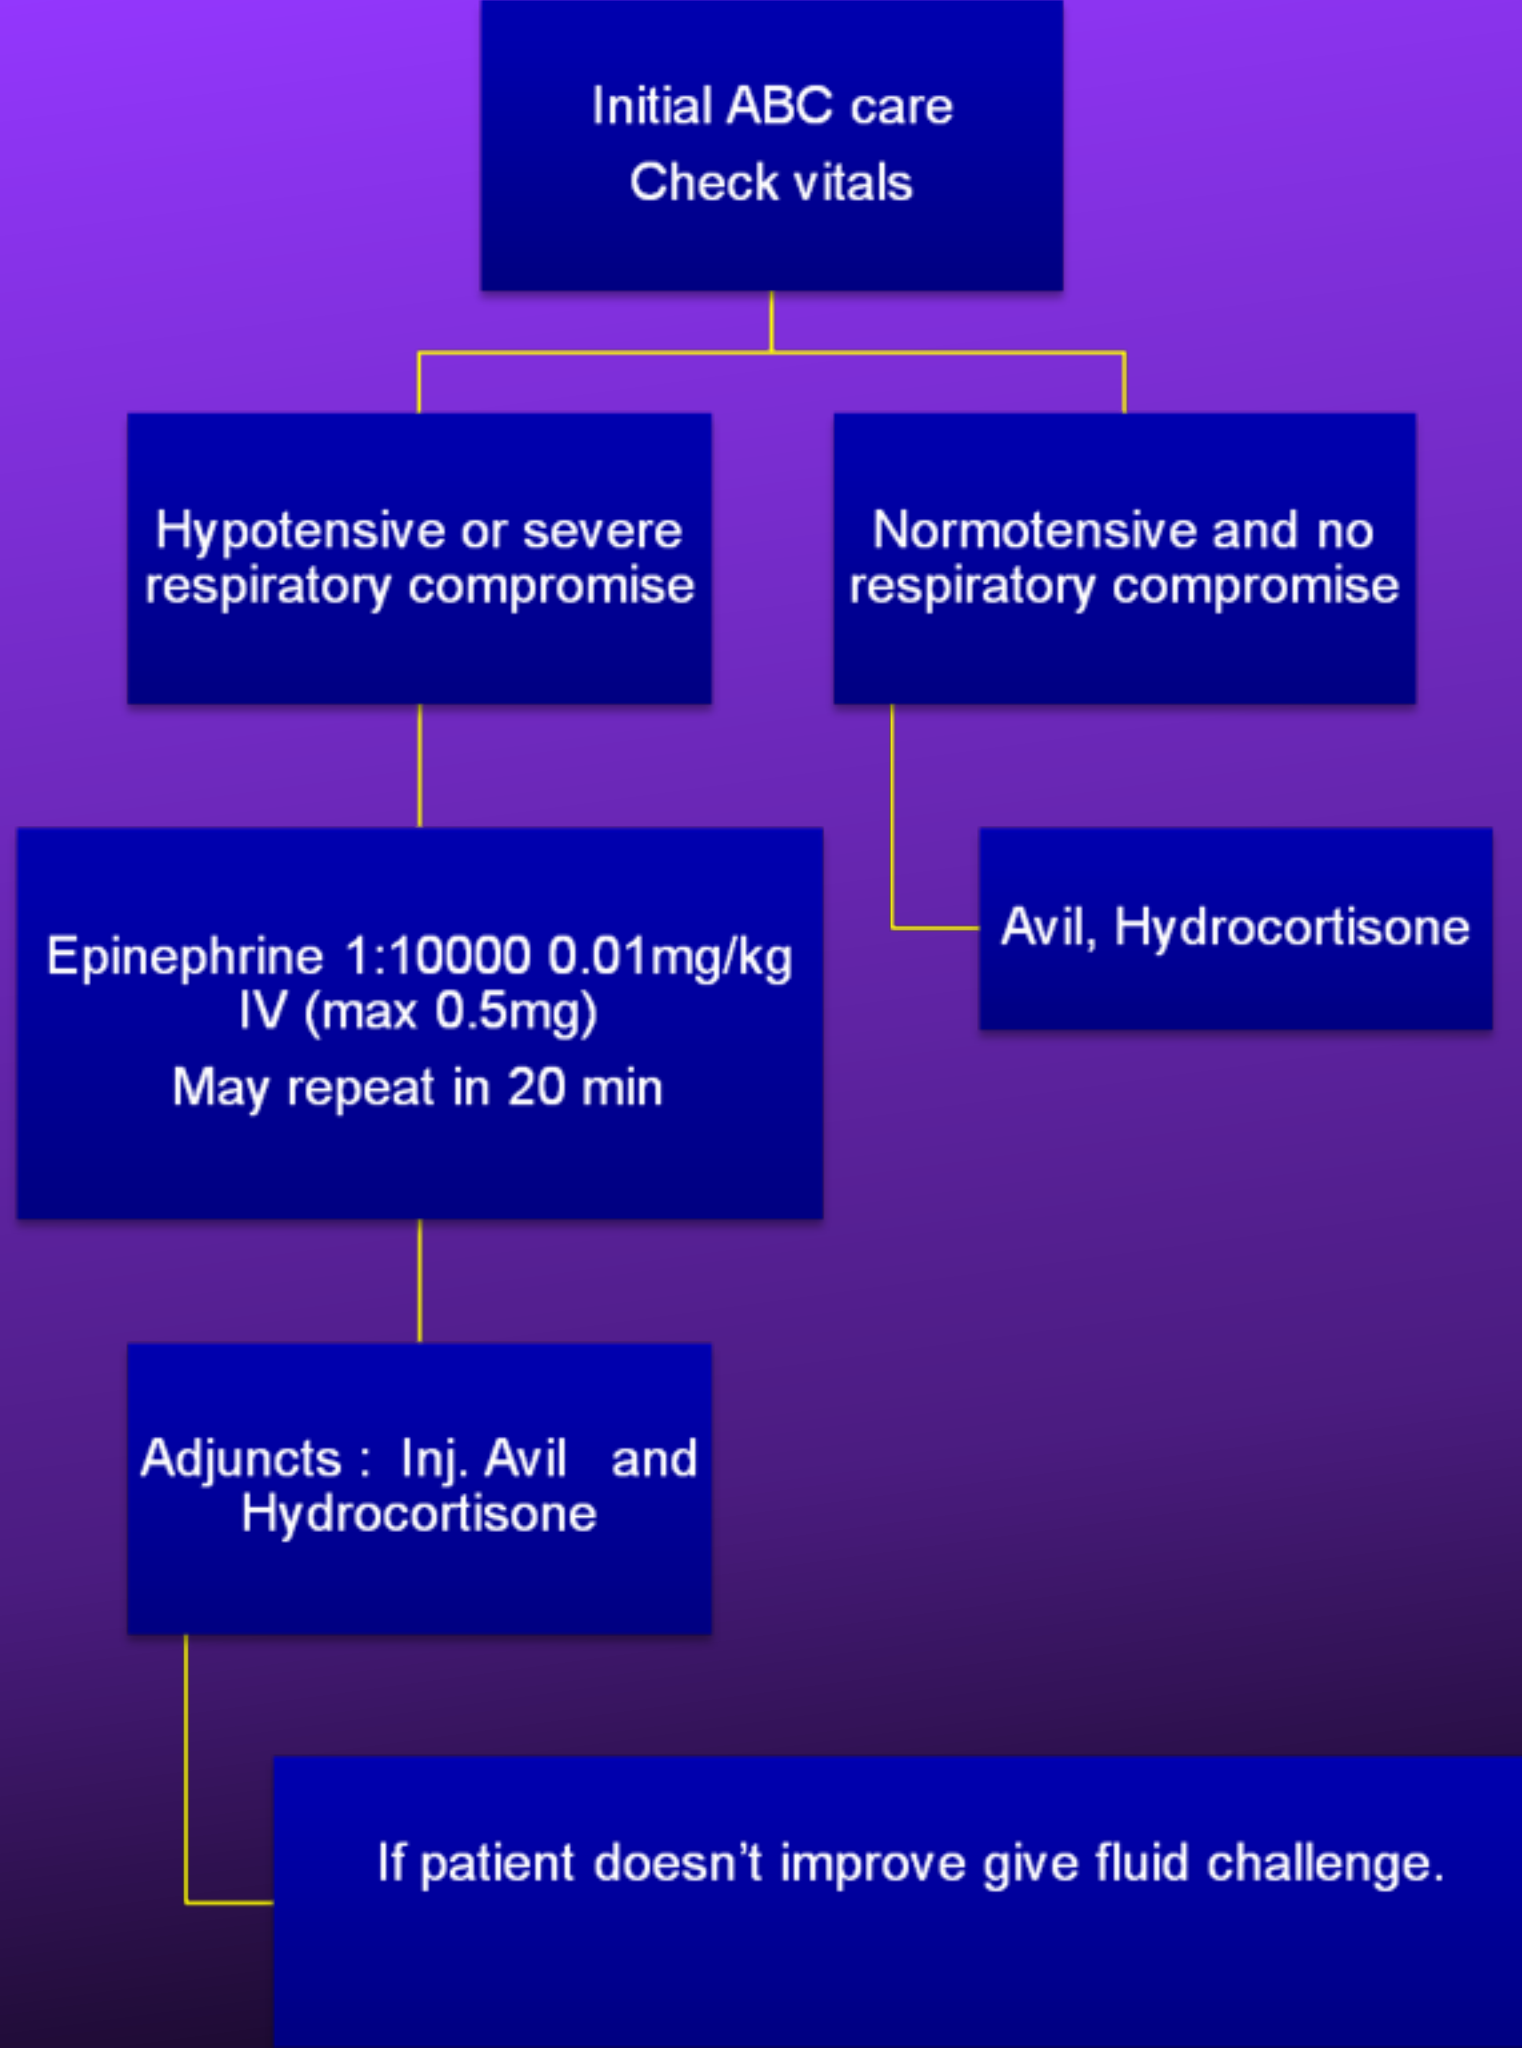 Initial ABC care
Check vitals
Hypotensive or severe
respiratory compromise
Normotensive and no
respiratory compromise
Epinephrine 1:10000 0.01mg/kg
IV (max 0.5mg)
May repeat in 20 min
Avil, Hydrocortisone
Adjuncts :  Inj. Avil   and
Hydrocortisone
If patient doesn’t improve give fluid challenge.